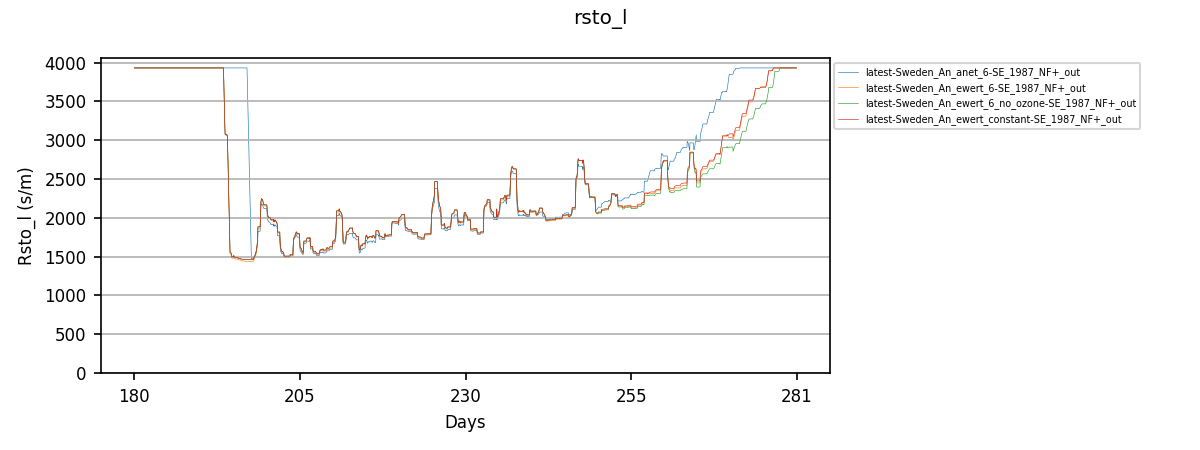 rsto_l
4000
3500
3000
2500
2000
1500
1000
500
0
Rsto_l (s/m)
180
205
230
255
281
Days
latest-Sweden_An_anet_6-SE_1987_NF+_out
latest-Sweden_An_ewert_6-SE_1987_NF+_out
latest-Sweden_An_ewert_6_no_ozone-SE_1987_NF+_out
latest-Sweden_An_ewert_constant-SE_1987_NF+_out